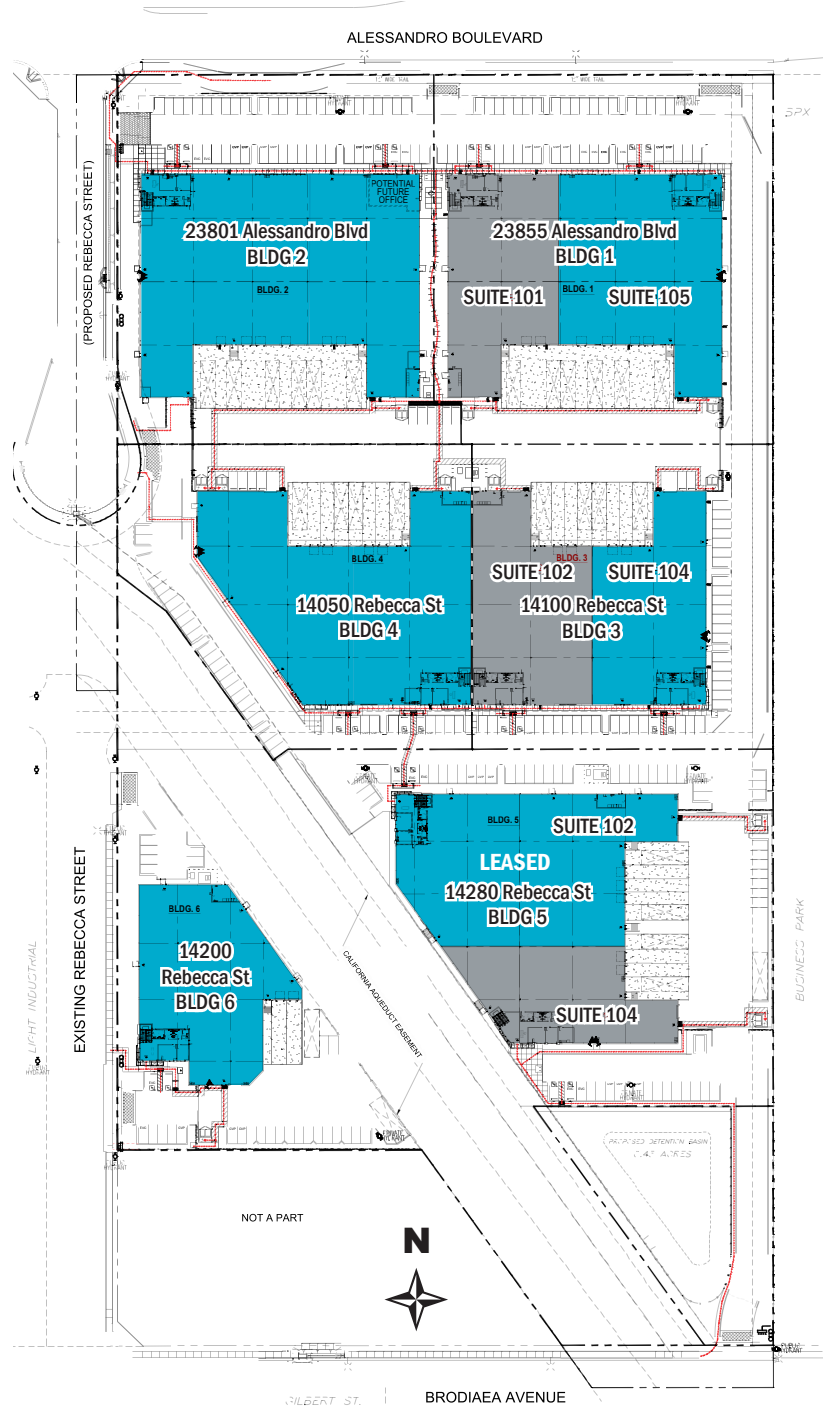 ALESSANDRO BOULEVARD
SPX
(PROPOSED REBECCA STREET)
POTENTIAL
FUTURE
OFFICE
23801 Alessandro Blvd
BLDG 2
BLDG. 2
23855 Alessandro Blvd
BLDG 1
SUITE 101
BLDG. 1
SUITE 105
BLDG. 4
14050 Rebecca St
BLDG 4
BLDG. 3
SUITE 102
SUITE 104
14100 Rebecca St
BLDG 3
BLDG. 5
SUITE 102
LEASED
14280 Rebecca St
BLDG 5
SUITE 104
BLDG. 6
14200
Rebecca St
BLDG 6
EXISTING REBECCA STREET
LIGHT INDUSTRIAL
BUSINESS PARK
CALIFORNIA AQUEDUCT EASEMENT
PRIVATE
HYDRANT
PROPOSED DETENTION BASIN
NOT A PART
N
GILBERT ST.
BRODIAEA AVENUE